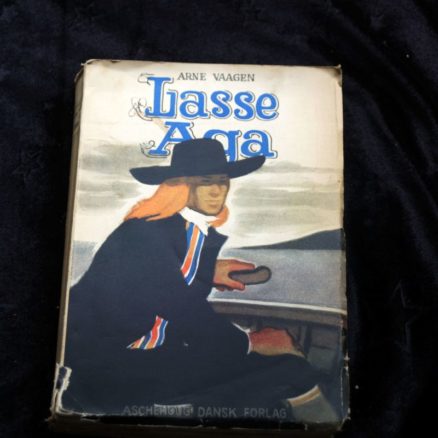 ARNE VAAGEN
Lasse
Aga
ASCHEHOUG DANSK FORLAG